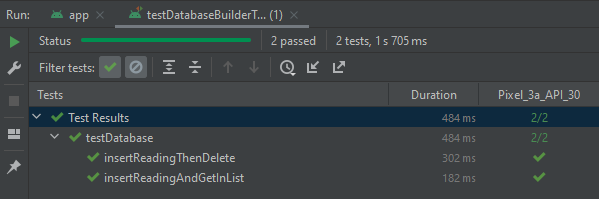 Run: app testDatabaseBuilderT... (1)
Status 2 passed 2 tests, 1 s 705 ms
Filter tests:
Tests Duration Pixel_3a_API_30
Test Results 484 ms 2/2
testDatabase 484 ms 2/2
insertReadingThenDelete 302 ms
insertReadingAndGetInList 182 ms